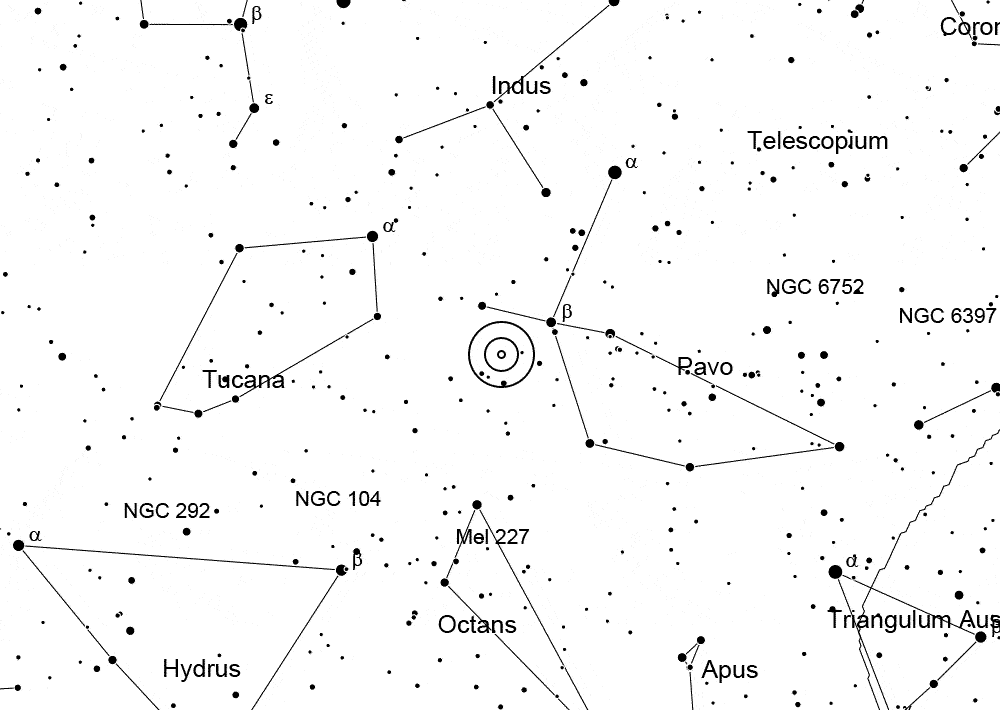 β
Coror
ε
Indus
Telescopium
α
α
NGC 6752
β
NGC 6397
Pavo
Tucana
NGC 104
NGC 292
α
Mel 227
β
α
Octans
Triangulum Aus
β
Hydrus
Apus
γ